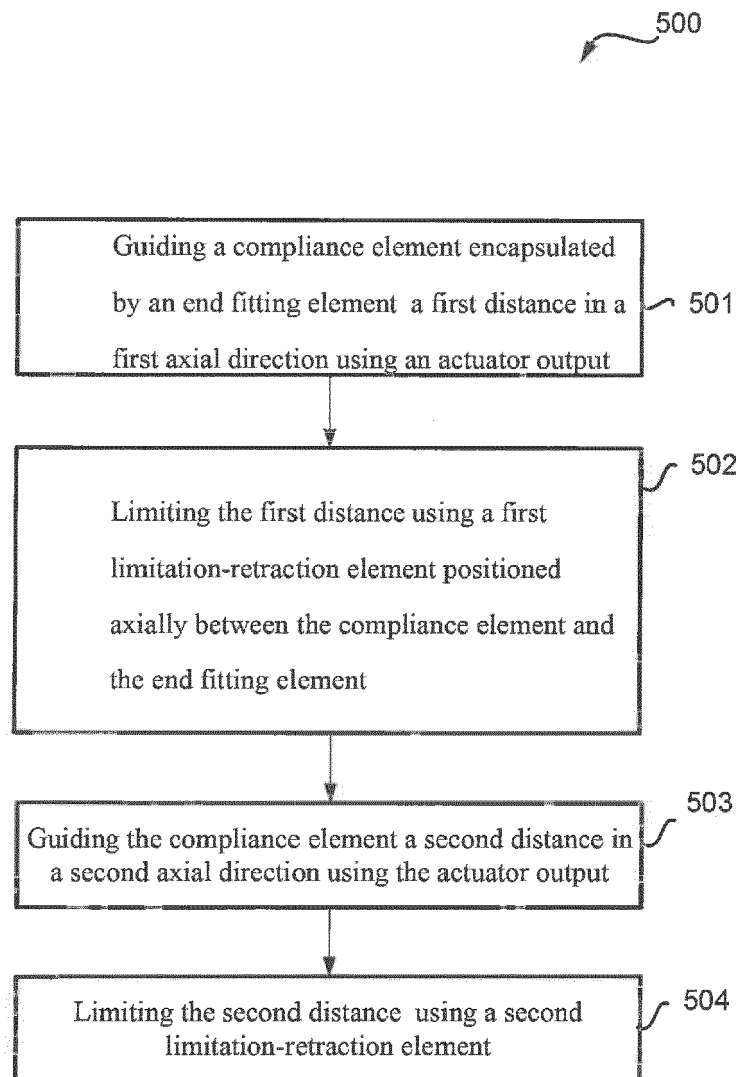 500
Guiding a compliance element encapsulated
by an end fitting element a first distance in a
first axial direction using an actuator output
501
502
Limiting the first distance using a first
limitation-retraction element positioned
axially between the compliance element and
the end fitting element
503
Guiding the compliance element a second distance in
a second axial direction using the actuator output
504
Limiting the second distance using a second
limitation-retraction element